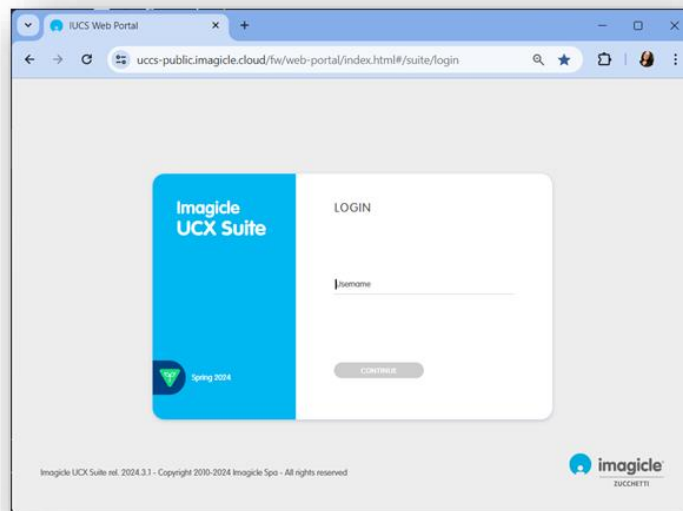 IUCS Web Portal
uccs-public.imagicle.cloud/fw/web-portal/index.html#/suite/login
Imagicle
UCX Suite
LOGIN
Username
CONTINUE
Spring 2024
Imagicle UCX Suite rel. 2024.3.1 - Copyright 2010-2024 Imagicle Spa - All rights reserved
imagicle
ZUCCHETTI